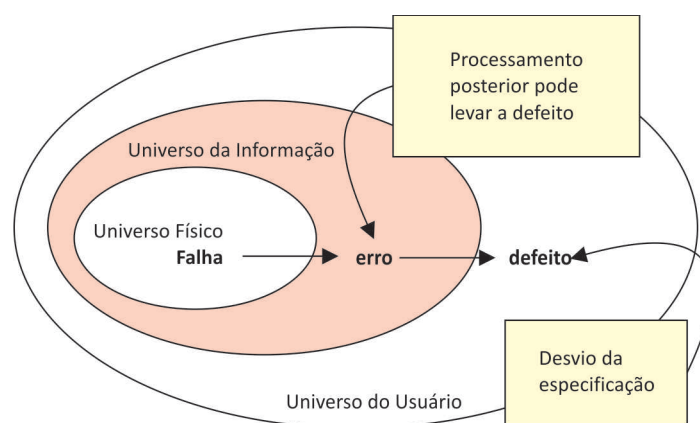 Processamento
posterior pode
levar a defeito
Universo da Informação
Universo Físico
Falha
erro
defeito
Desvio da
especificação
Universo do Usuário